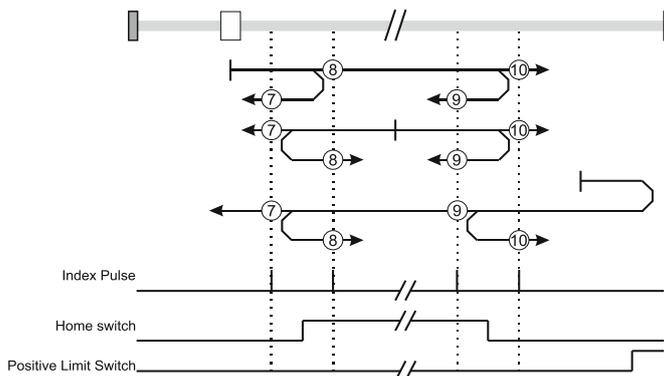 8 10
7 9
7 10
8 9
7 9
8 10
Index Pulse
Home switch
Positive Limit Switch